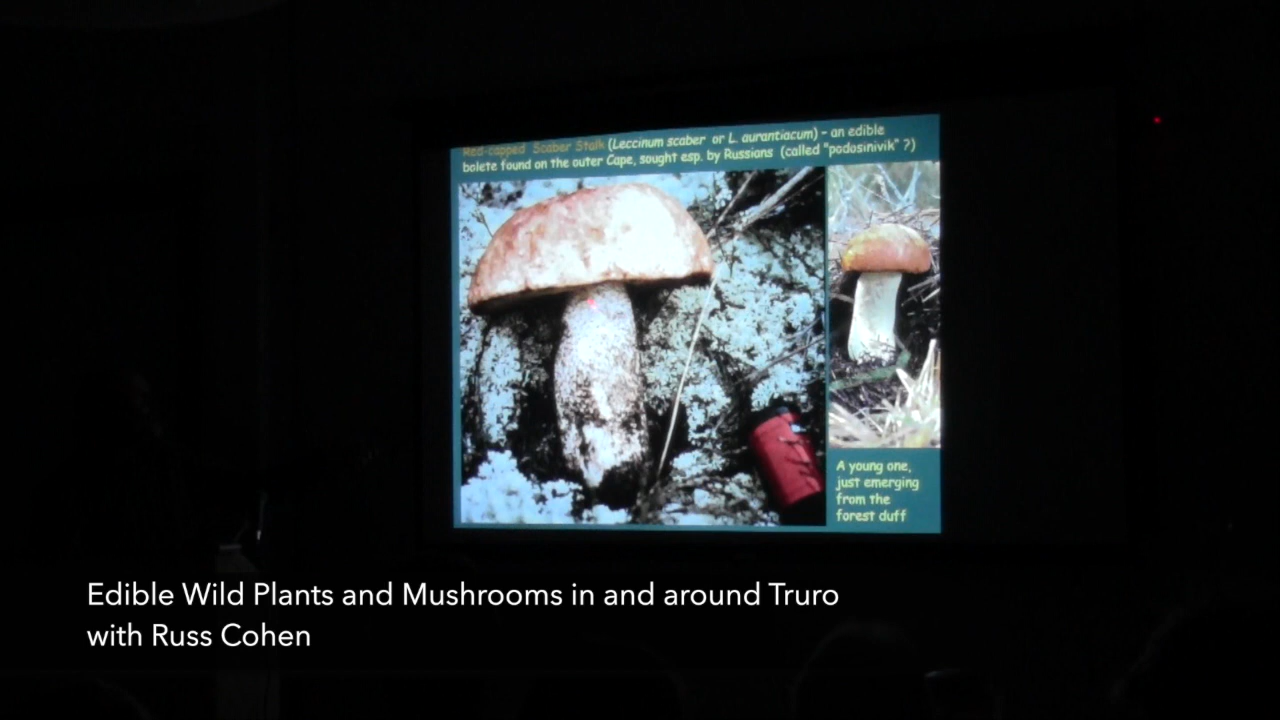 Red-capped Scaber Stalk (Leccinum scaber or L. aurantiacum) – an edible
bolete found on the outer Cape, sought esp. by Russians (called "podosinivik" ?)
A young one,
just emerging
from the
forest duff
Edible Wild Plants and Mushrooms in and around Truro
with Russ Cohen